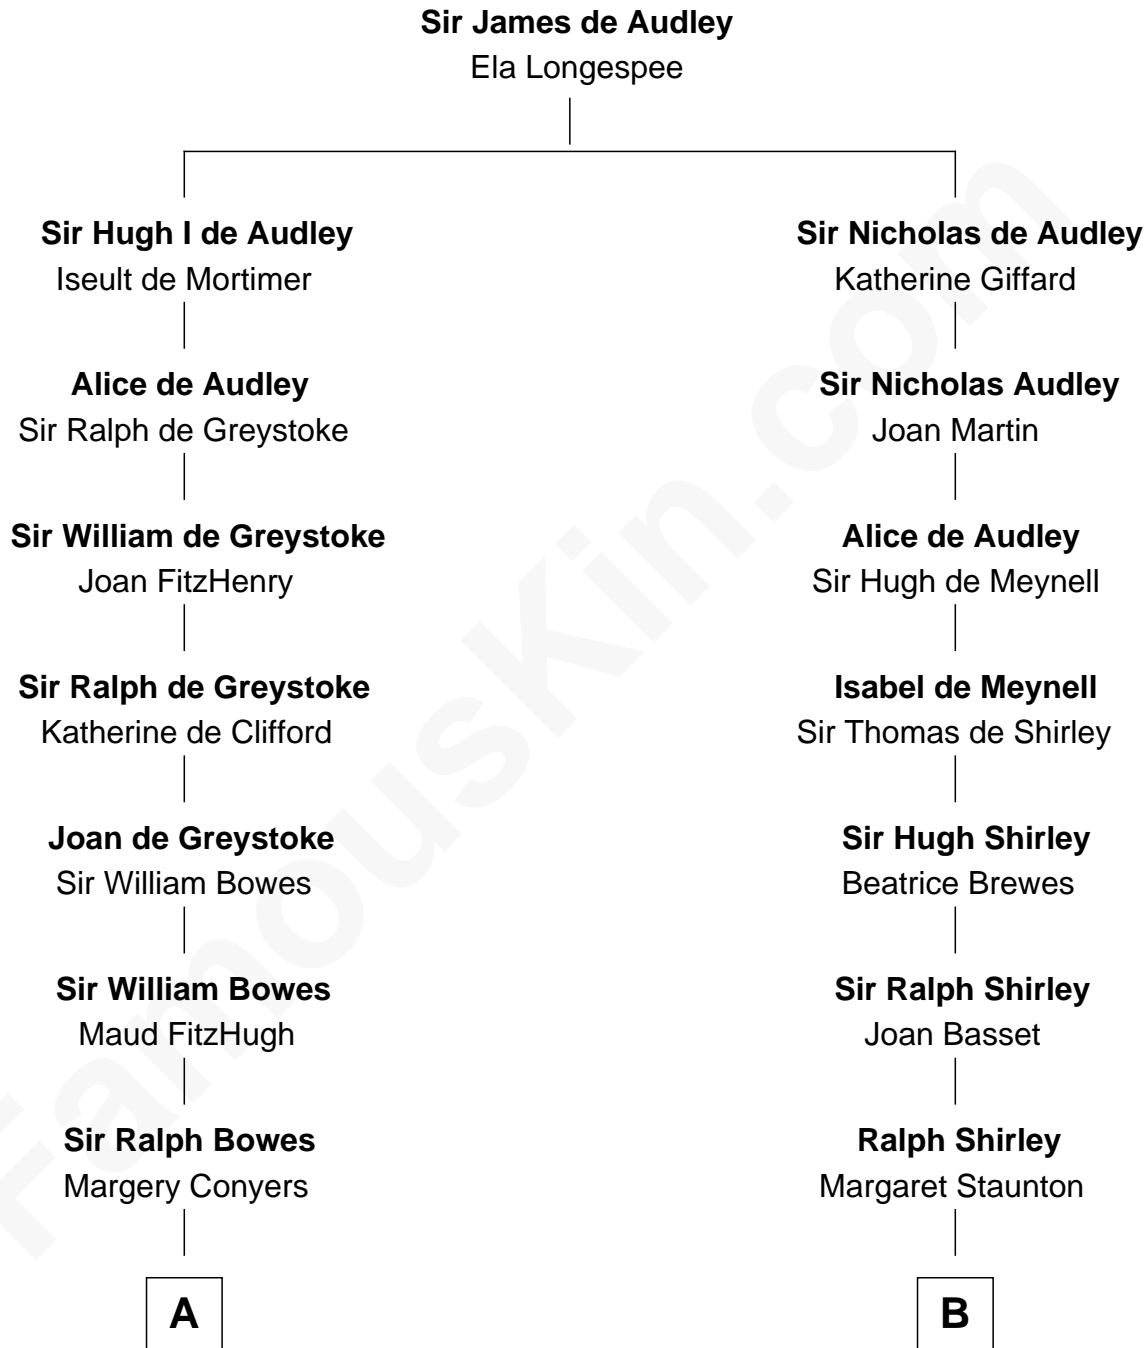 Sir James de Audley
Ela Longespee
Sir Hugh I de Audley
Iseult de Mortimer
Sir Nicholas de Audley
Katherine Giffard
Alice de Audley
Sir Ralph de Greystoke
Sir Nicholas Audley
Joan Martin
Sir William de Greystoke
Joan FitzHenry
Alice de Audley
Sir Hugh de Meynell
Sir Ralph de Greystoke
Katherine de Clifford
Isabel de Meynell
Sir Thomas de Shirley
Joan de Greystoke
Sir William Bowes
Sir Hugh Shirley
Beatrice Brewes
Sir William Bowes
Maud FitzHugh
Sir Ralph Shirley
Joan Basset
Sir Ralph Bowes
Margery Conyers
Ralph Shirley
Margaret Staunton
A
B
FamousKin.com